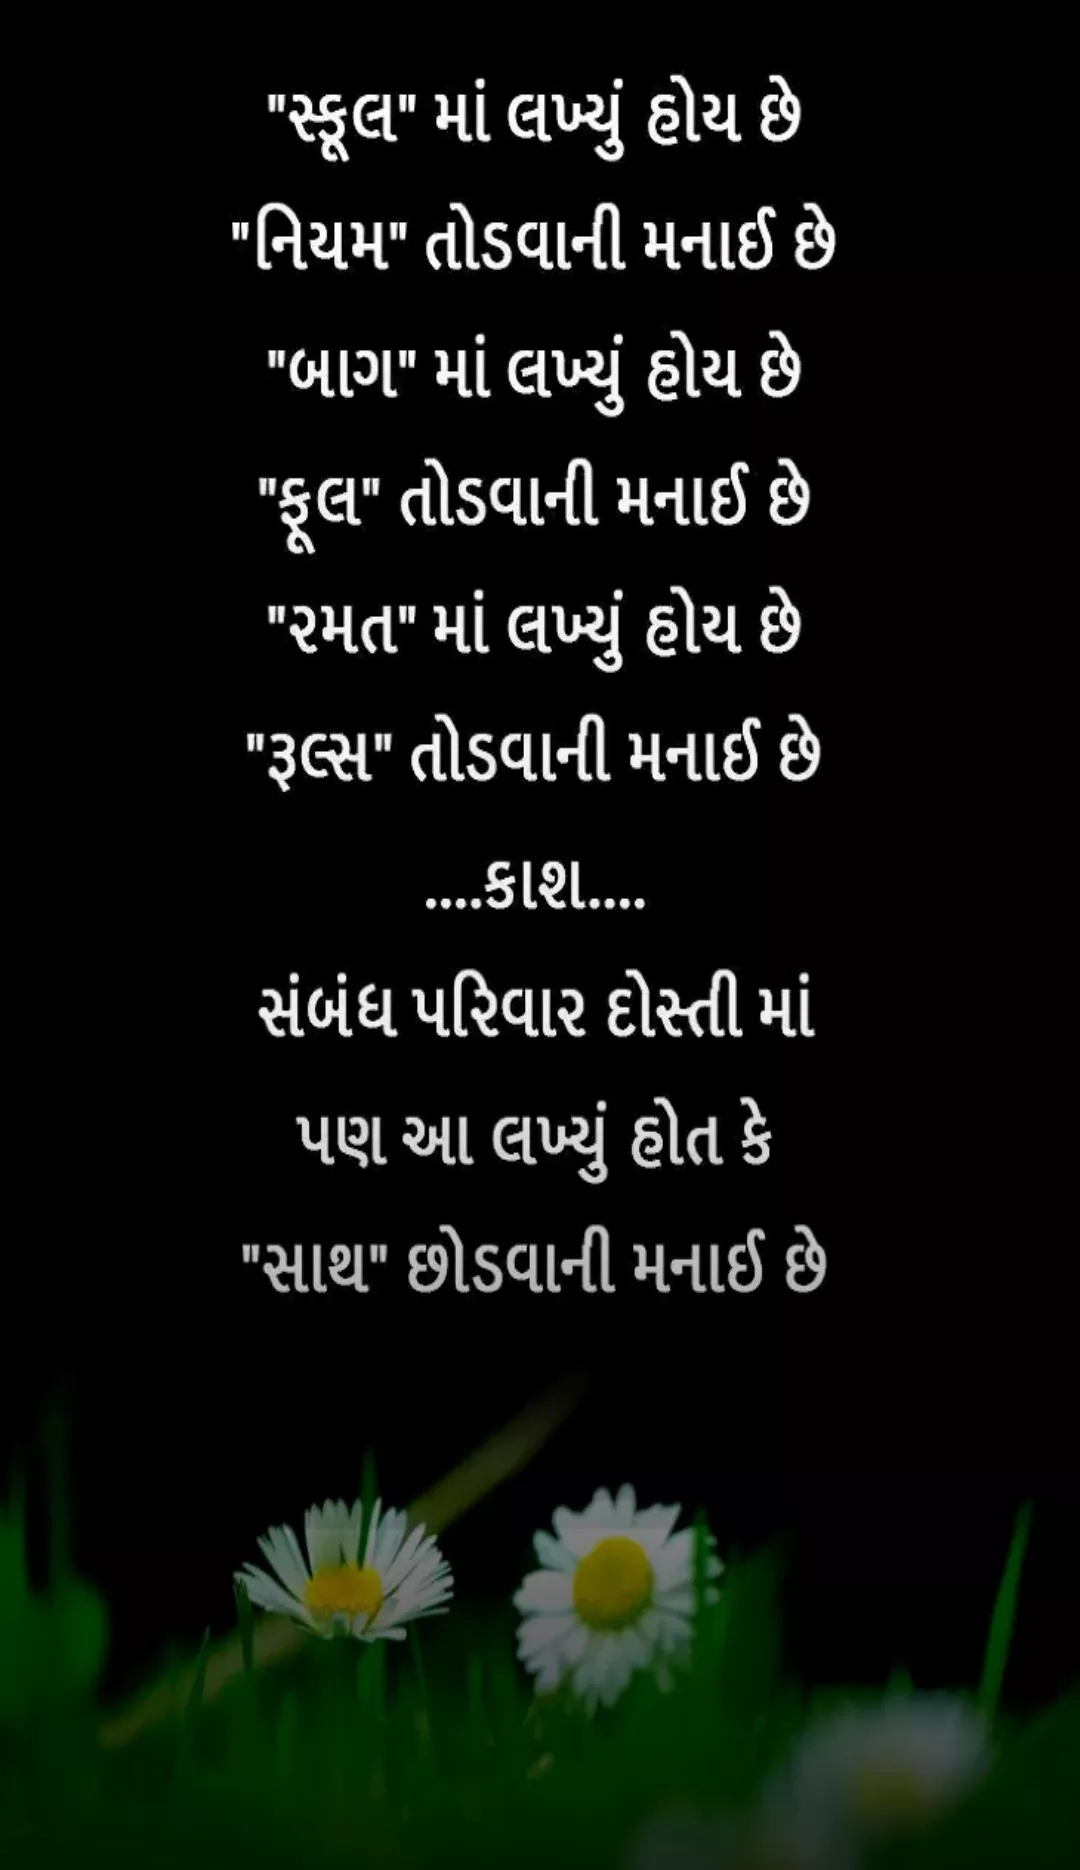 "સ્કૂલ" માં લખ્યું હોય છે
"નિયમ" તોડવાની મનાઈ છે
"બાગ" માં લખ્યું હોય છે
"ફૂલ" તોડવાની મનાઈ છે
"રમત" માં લખ્યું હોય છે
"રૂલ્સ" તોડવાની મનાઈ છે
....કાશ....
સંબંધ પરિવાર દોસ્તી માં
પણ આ લખ્યું હોત કે
"સાથ" છોડવાની મનાઈ છે